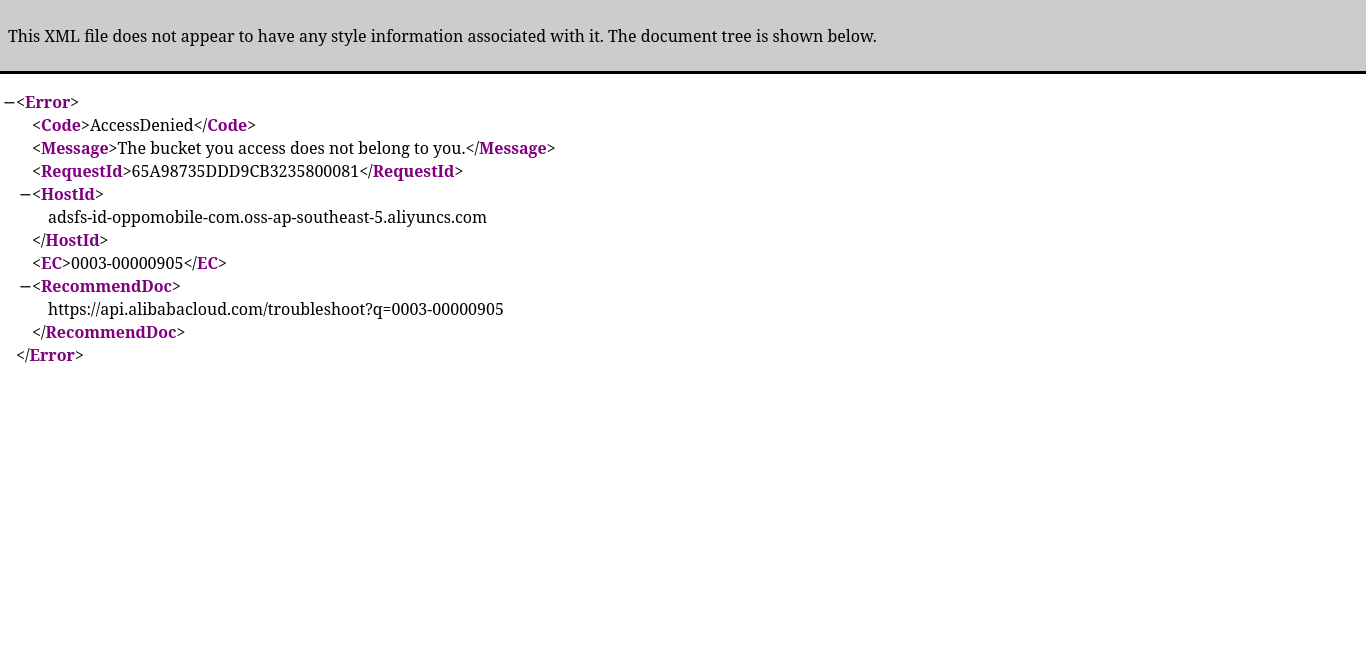 This XML file does not appear to have any style information associated with it. The document tree is shown below.
−<Error>
<Code>AccessDenied</Code>
<Message>The bucket you access does not belong to you.</Message>
<RequestId>65A98735DDD9CB3235800081</RequestId>
−<HostId>
adsfs-id-oppomobile-com.oss-ap-southeast-5.aliyuncs.com
</HostId>
<EC>0003-00000905</EC>
−<RecommendDoc>
https://api.alibabacloud.com/troubleshoot?q=0003-00000905
</RecommendDoc>
</Error>